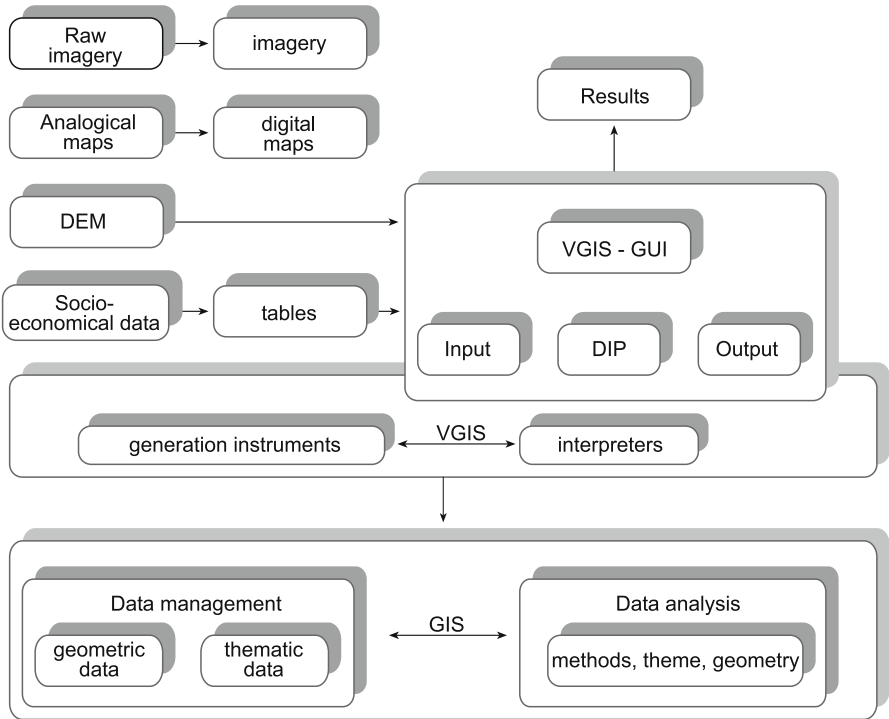 Raw
imagery
imagery
Analogical
maps
digital
maps
DEM
Socio-
economical data
tables
Results
VGIS - GUI
Input
DIP
Output
generation instruments
VGIS
interpreters
Data management
geometric
data
thematic
data
GIS
Data analysis
methods, theme, geometry